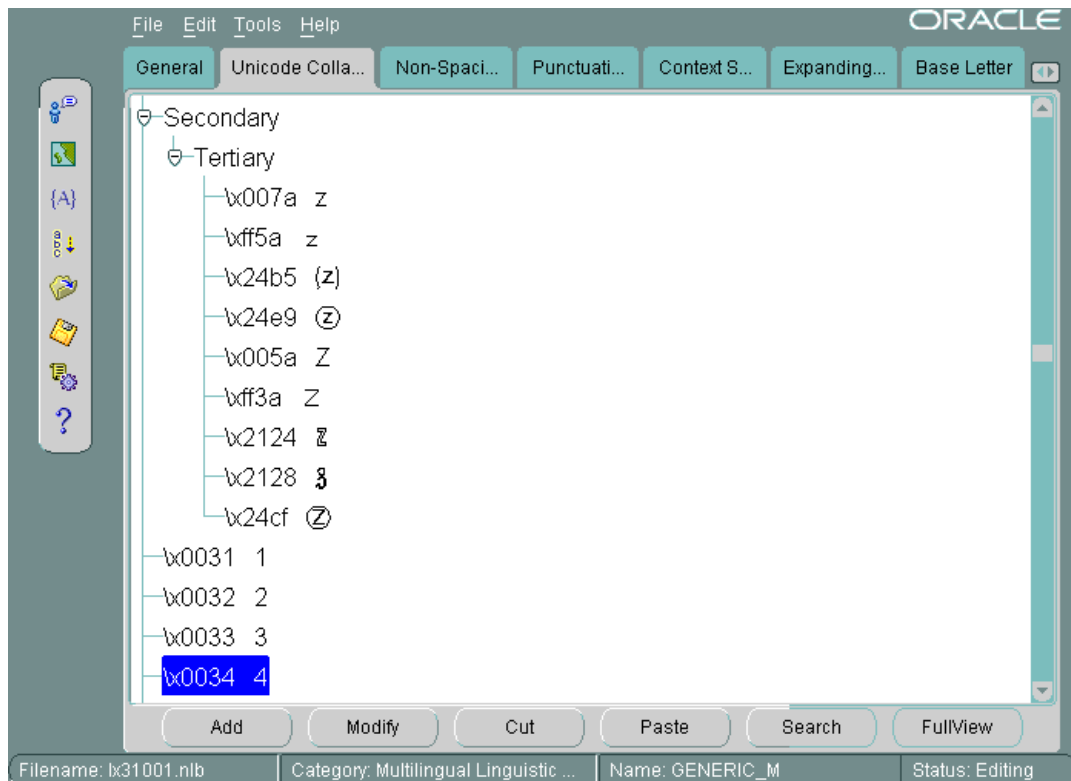 File Edit Tools Help ORACLE
General Unicode Colla... Non-Spaci... Punctuati... Context S... Expanding... Base Letter
Secondary
Tertiary
\x007a z
\xff5a z
\x24b5 (z)
\x24e9 ⓩ
\x005a Z
\xff3a Z
\x2124 ℤ
\x2128 ℨ
\x24cf Ⓩ
\x0031 1
\x0032 2
\x0033 3
\x0034 4
{A}
a
b
c
?
Add Modify Cut Paste Search FullView
Filename: lx31001.nlb Category: Multilingual Linguistic ... Name: GENERIC_M Status: Editing